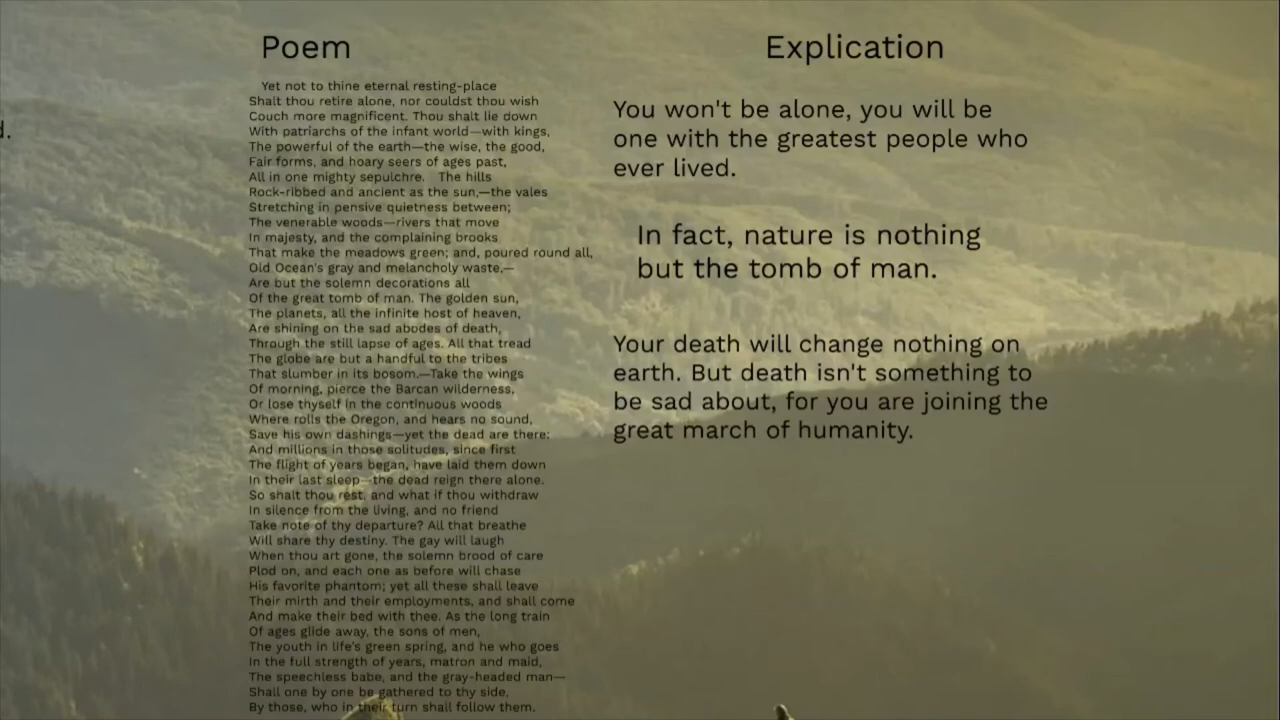 Poem
Yet not to thine eternal resting-place
Shalt thou retire alone, nor couldst thou wish
Couch more magnificent. Thou shalt lie down
With patriarchs of the infant world—with kings,
The powerful of the earth—the wise, the good,
Fair forms, and hoary seers of ages past,
All in one mighty sepulchre.   The hills
Rock-ribbed and ancient as the sun,—the vales
Stretching in pensive quietness between;
The venerable woods—rivers that move
In majesty, and the complaining brooks
That make the meadows green; and, poured round all,
Old Ocean's gray and melancholy waste,—
Are but the solemn decorations all
Of the great tomb of man. The golden sun,
The planets, all the infinite host of heaven,
Are shining on the sad abodes of death,
Through the still lapse of ages. All that tread
The globe are but a handful to the tribes
That slumber in its bosom.—Take the wings
Of morning, pierce the Barcan wilderness,
Or lose thyself in the continuous woods
Where rolls the Oregon, and hears no sound,
Save his own dashings—yet the dead are there:
And millions in those solitudes, since first
The flight of years began, have laid them down
In their last sleep—the dead reign there alone.
So shalt thou rest, and what if thou withdraw
In silence from the living, and no friend
Take note of thy departure? All that breathe
Will share thy destiny. The gay will laugh
When thou art gone, the solemn brood of care
Plod on, and each one as before will chase
His favorite phantom; yet all these shall leave
Their mirth and their employments, and shall come
And make their bed with thee. As the long train
Of ages glide away, the sons of men,
The youth in life's green spring, and he who goes
In the full strength of years, matron and maid,
The speechless babe, and the gray-headed man—
Shall one by one be gathered to thy side,
By those, who in their turn shall follow them.
Explication
You won't be alone, you will be
one with the greatest people who
ever lived.
In fact, nature is nothing
but the tomb of man.
Your death will change nothing on
earth. But death isn't something to
be sad about, for you are joining the
great march of humanity.